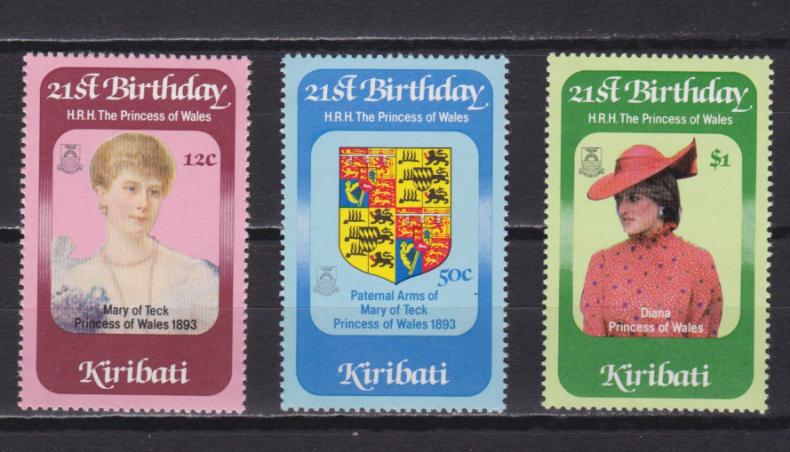 21st Birthday
H.R.H. The Princess of Wales
12c
Mary of Teck
Princess of Wales 1893
Kiribati
21st Birthday
H.R.H. The Princess of Wales
50c
Paternal Arms of
Mary of Teck
Princess of Wales 1893
Kiribati
21st Birthday
H.R.H. The Princess of Wales
$1
Diana
Princess of Wales
Kiribati